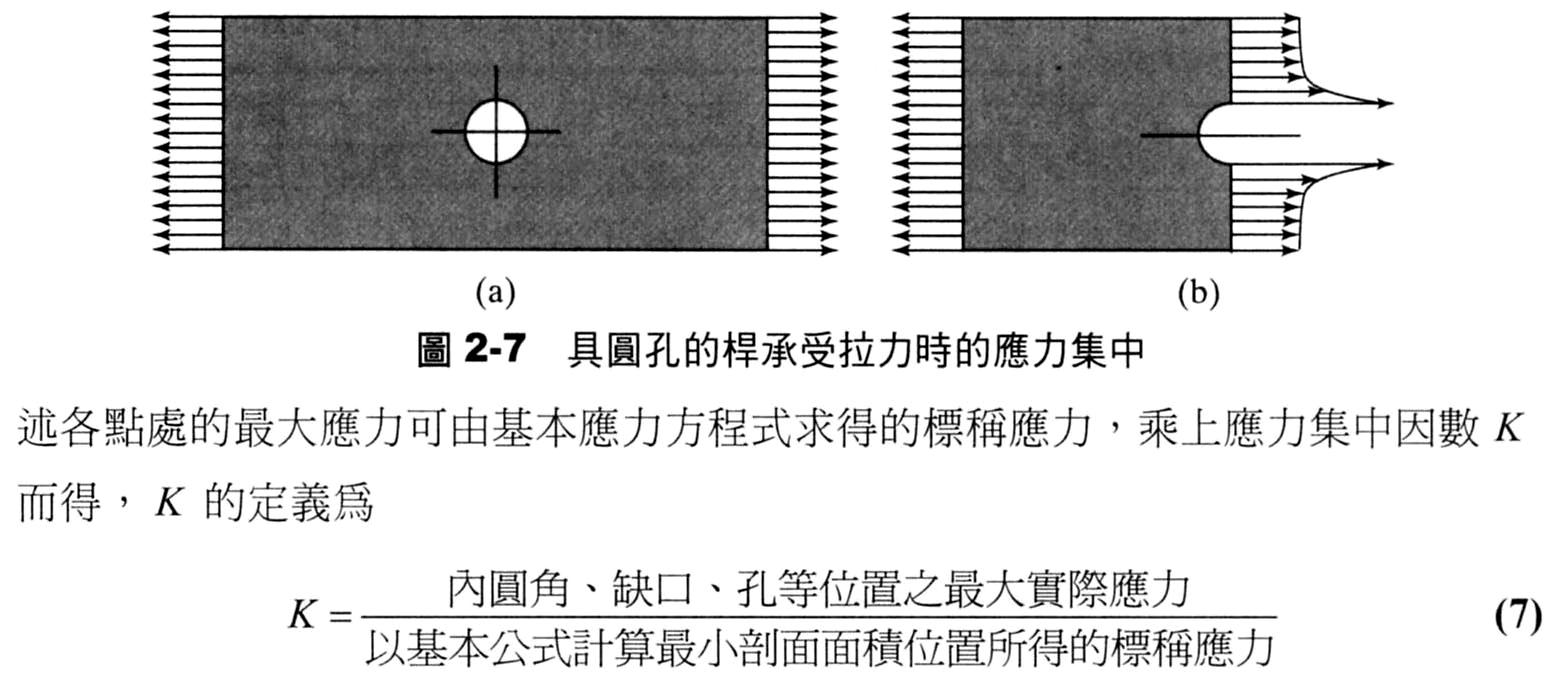 (a)
(b)
圖 2-7 具圓孔的桿承受拉力時的應力集中
述各點處的最大應力可由基本應力方程式求得的標稱應力，乘上應力集中因數 K
而得， K 的定義爲
K = 內圓角、缺口、孔等位置之最大實際應力
以基本公式計算最小剖面面積位置所得的標稱應力
(7)